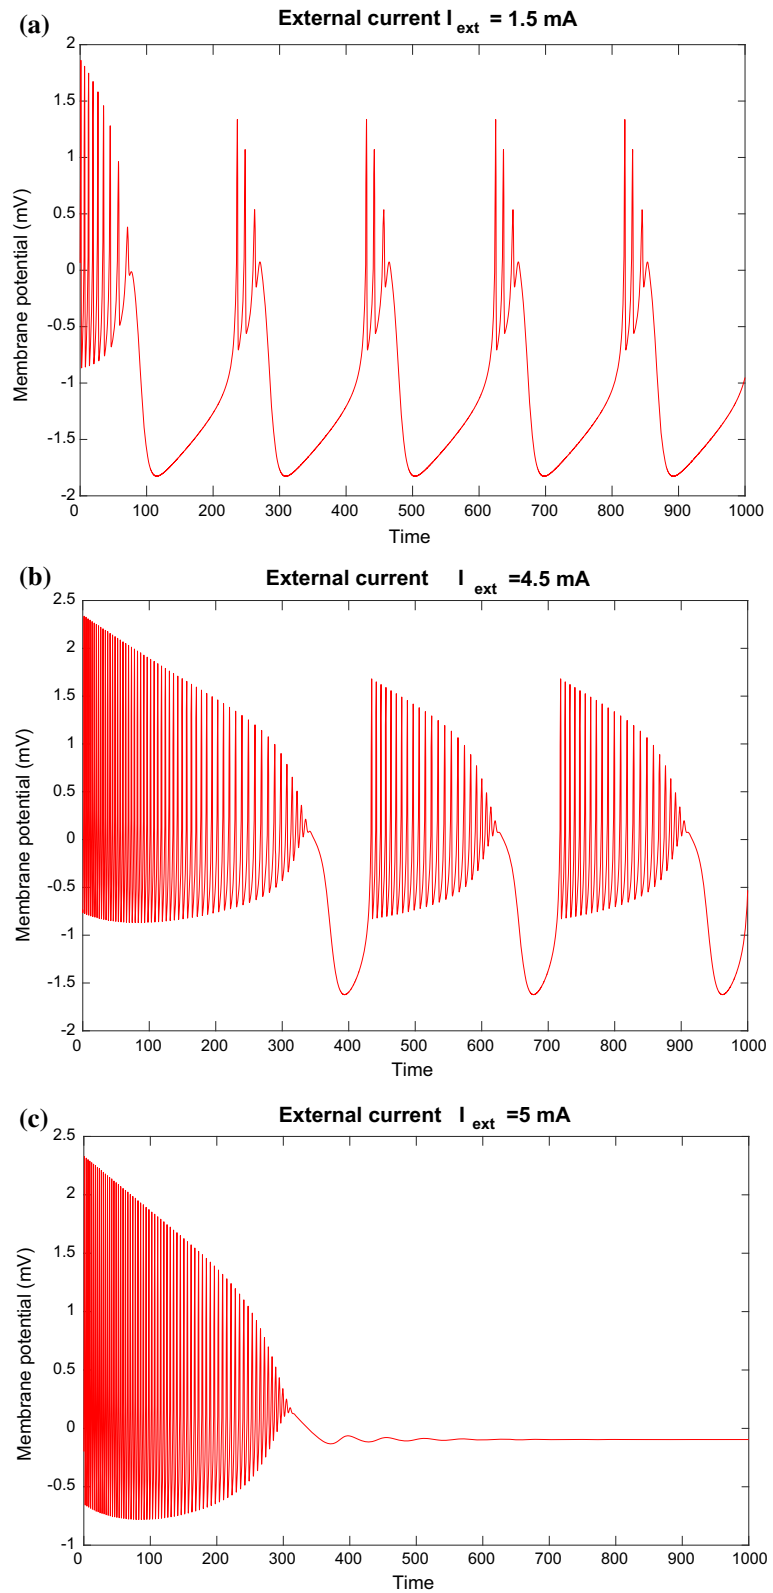 (a)
External current I ext = 1.5 mA
2
1.5
1
0.5
0
-0.5
-1
-1.5
-2
Membrane potential (mV)
0 100 200 300 400 500 600 700 800 900 1000
Time
(b)
External current I ext =4.5 mA
2.5
2
1.5
1
0.5
0
-0.5
-1
-1.5
-2
Membrane potential (mV)
0 100 200 300 400 500 600 700 800 900 1000
Time
(c)
External current I ext =5 mA
2.5
2
1.5
1
0.5
0
-0.5
-1
Membrane potential (mV)
0 100 200 300 400 500 600 700 800 900 1000
Time